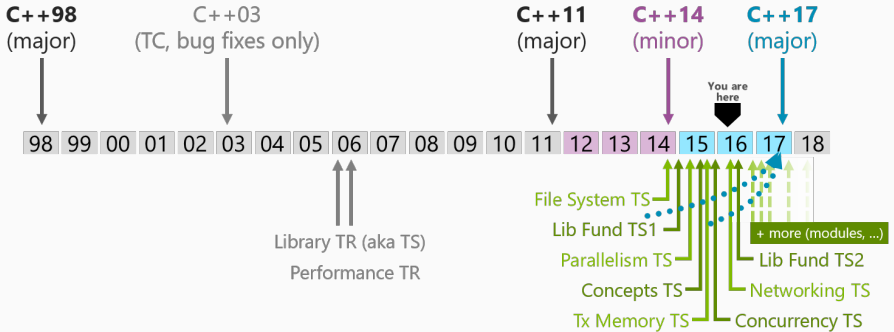 C++98 C++03 C++11 C++14 C++17
(major) (TC, bug fixes only) (major) (minor) (major)
You are
here
98 99 00 01 02 03 04 05 06 07 08 09 10 11 12 13 14 15 16 17 18
File System TS
Lib Fund TS1 + more (modules, ...)
Library TR (aka TS) Parallelism TS Lib Fund TS2
Performance TR Concepts TS Networking TS
Tx Memory TS Concurrency TS